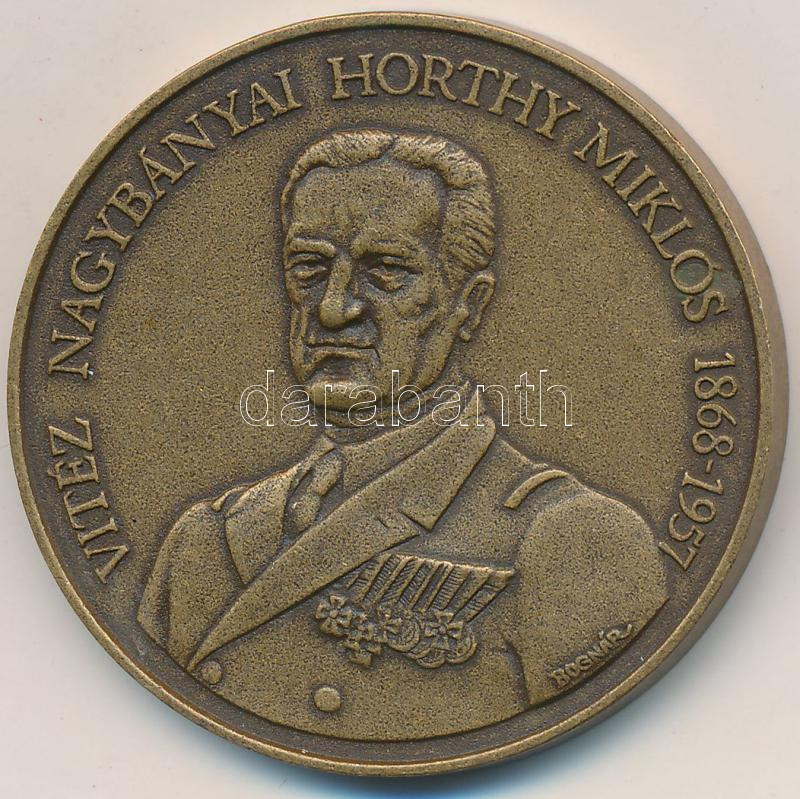 VITÉZ NAGYBÁNYAI HORTHY MIKLÓS 1868-1957
darabanth
BOGNÁR